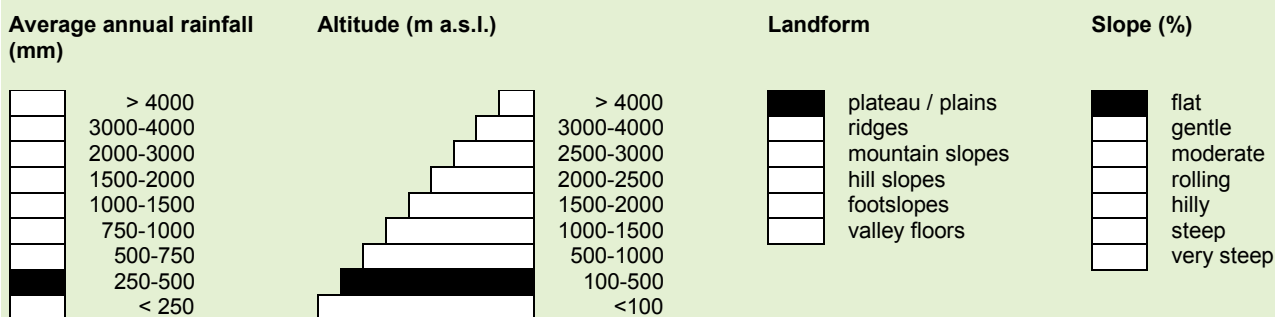 Average annual rainfall (mm)
> 4000
3000-4000
2000-3000
1500-2000
1000-1500
750-1000
500-750
250-500
< 250
Altitude (m a.s.l.)
> 4000
3000-4000
2500-3000
2000-2500
1500-2000
1000-1500
500-1000
100-500
<100
Landform
plateau / plains
ridges
mountain slopes
hill slopes
footslopes
valley floors
Slope (%)
flat
gentle
moderate
rolling
hilly
steep
very steep